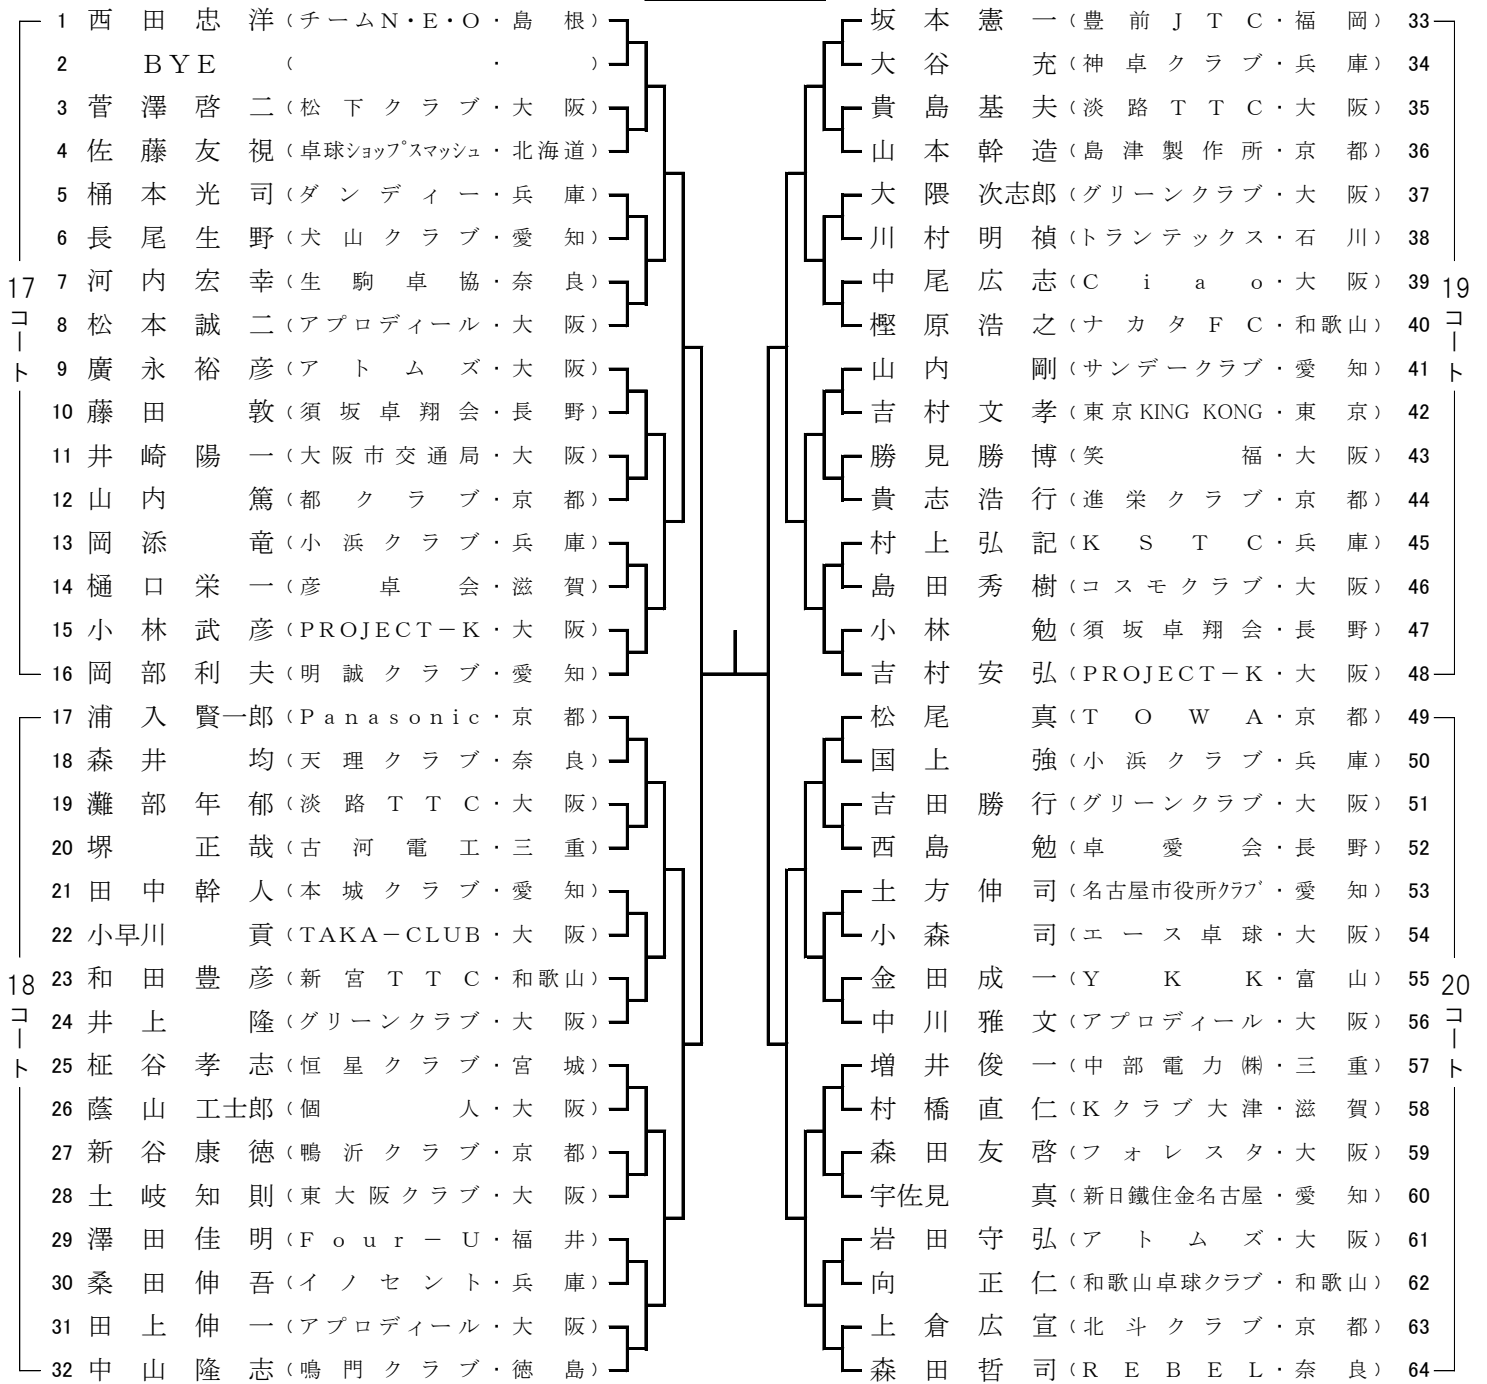 1 西田忠洋（チームN・E・O・島根）
2 BYE（　・　）
3 菅澤啓二（松下クラブ・大阪）
4 佐藤友視（卓球ショップスマッシュ・北海道）
5 桶本光司（ダンディー・兵庫）
6 長尾生野（犬山クラブ・愛知）
7 河内宏幸（生駒卓協・奈良）
8 松本誠二（アプロディール・大阪）
9 廣永裕彦（アトムズ・大阪）
10 藤田敦（須坂卓翔会・長野）
11 井崎陽一（大阪市交通局・大阪）
12 山内篤（都クラブ・京都）
13 岡添竜（小浜クラブ・兵庫）
14 樋口栄一（彦卓会・滋賀）
15 小林武彦（PROJECT－K・大阪）
16 岡部利夫（明誠クラブ・愛知）
17コート
17 浦入賢一郎（Panasonic・京都）
18 森井均（天理クラブ・奈良）
19 灘部年郁（淡路TTC・大阪）
20 堺正哉（古河電工・三重）
21 田中幹人（本城クラブ・愛知）
22 小早川貢（TAKA－CLUB・大阪）
23 和田豊彦（新宮TTC・和歌山）
24 井上隆（グリーンクラブ・大阪）
25 柾谷孝志（恒星クラブ・宮城）
26 蔭山工士郎（個人・大阪）
27 新谷康徳（鴨沂クラブ・京都）
28 土岐知則（東大阪クラブ・大阪）
29 澤田佳明（Four－U・福井）
30 桑田伸吾（イノセント・兵庫）
31 田上伸一（アプロディール・大阪）
32 中山隆志（鳴門クラブ・徳島）
18コート
坂本憲一（豊前JTC・福岡）33
大谷充（神卓クラブ・兵庫）34
貴島基夫（淡路TTC・大阪）35
山本幹造（島津製作所・京都）36
大隈次志郎（グリーンクラブ・大阪）37
川村明禎（トランテックス・石川）38
中尾広志（Ciao・大阪）39
樫原浩之（ナカタFC・和歌山）40
山内剛（サンデークラブ・愛知）41
吉村文孝（東京KING KONG・東京）42
勝見勝博（笑福・大阪）43
貴志浩行（進栄クラブ・京都）44
村上弘記（KSTC・兵庫）45
島田秀樹（コスモクラブ・大阪）46
小林勉（須坂卓翔会・長野）47
吉村安弘（PROJECT－K・大阪）48
19コート
松尾真（TOWA・京都）49
国上強（小浜クラブ・兵庫）50
吉田勝行（グリーンクラブ・大阪）51
西島勉（卓愛会・長野）52
土方伸司（名古屋市役所ｸﾗﾌﾞ・愛知）53
小森司（エース卓球・大阪）54
金田成一（YKK・富山）55
中川雅文（アプロディール・大阪）56
増井俊一（中部電力㈱・三重）57
村橋直仁（Kクラブ大津・滋賀）58
森田友啓（フォレスタ・大阪）59
宇佐見真（新日鐵住金名古屋・愛知）60
岩田守弘（アトムズ・大阪）61
向正仁（和歌山卓球クラブ・和歌山）62
上倉広宣（北斗クラブ・京都）63
森田哲司（REBEL・奈良）64
20コート